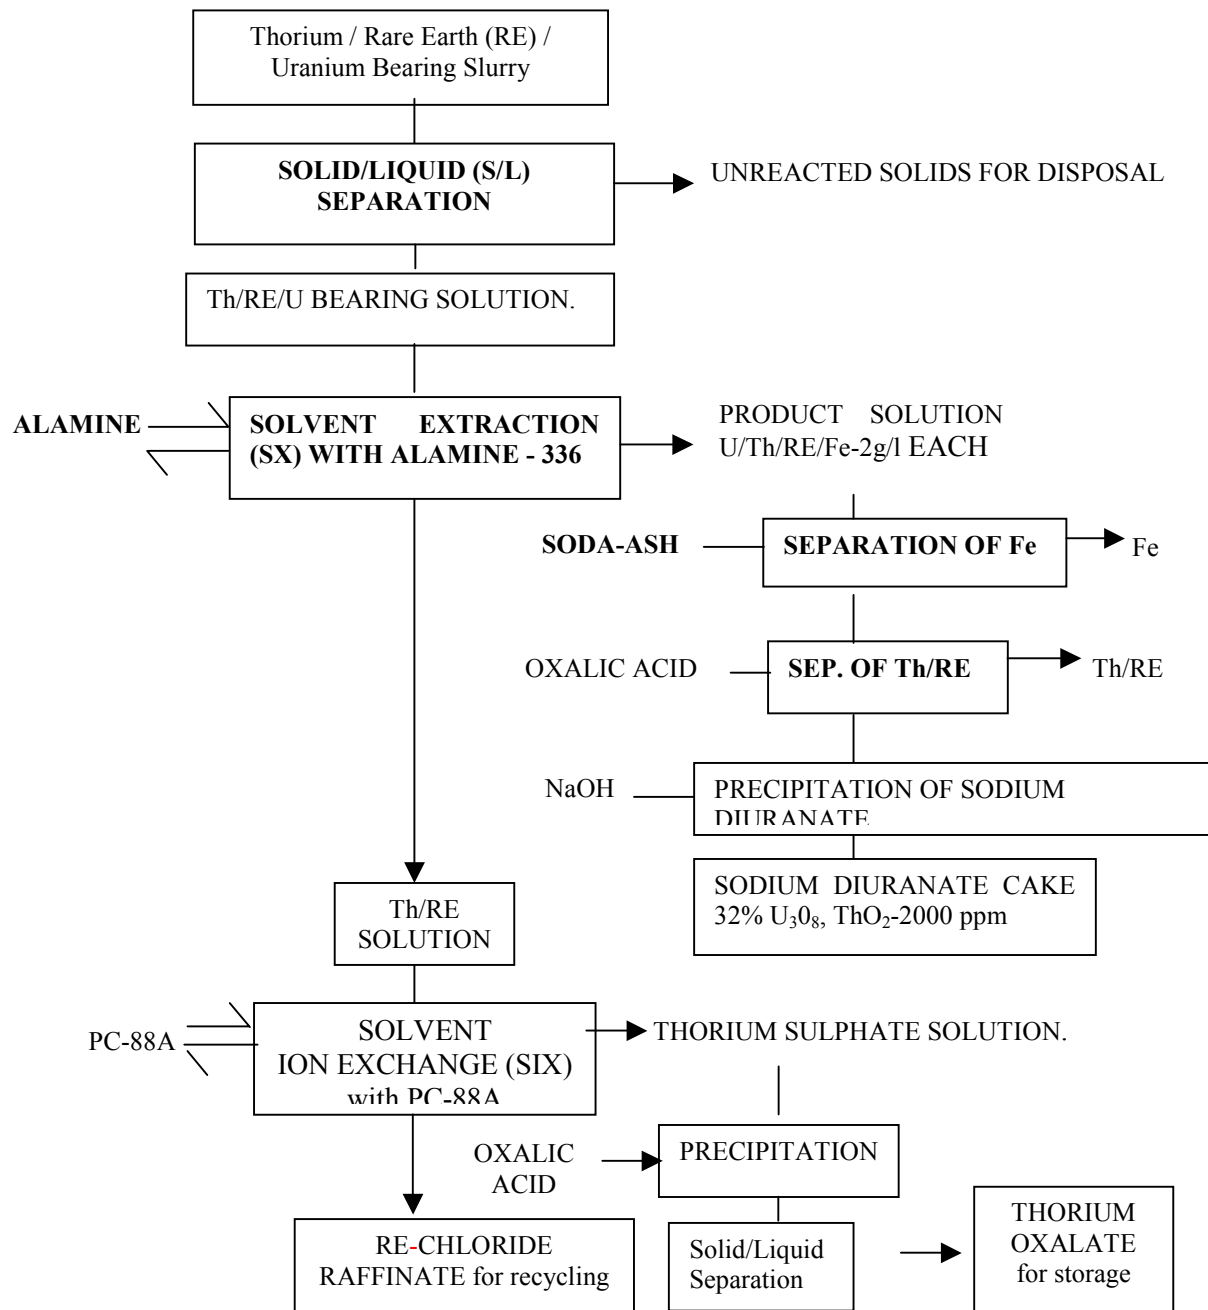 Thorium / Rare Earth (RE) /
Uranium Bearing Slurry
SOLID/LIQUID (S/L)
SEPARATION
UNREACTED SOLIDS FOR DISPOSAL
Th/RE/U BEARING SOLUTION.
ALAMINE
SOLVENT EXTRACTION
(SX) WITH ALAMINE - 336
PRODUCT SOLUTION
U/Th/RE/Fe-2g/l EACH
SODA-ASH
SEPARATION OF Fe
Fe
OXALIC ACID
SEP. OF Th/RE
Th/RE
NaOH
PRECIPITATION OF SODIUM
DIURANATE
SODIUM DIURANATE CAKE
32% U₃0₈, ThO₂-2000 ppm
Th/RE
SOLUTION
PC-88A
SOLVENT
ION EXCHANGE (SIX)
with PC-88A
THORIUM SULPHATE SOLUTION.
OXALIC
ACID
PRECIPITATION
RE-CHLORIDE
RAFFINATE for recycling
Solid/Liquid
Separation
THORIUM
OXALATE
for storage